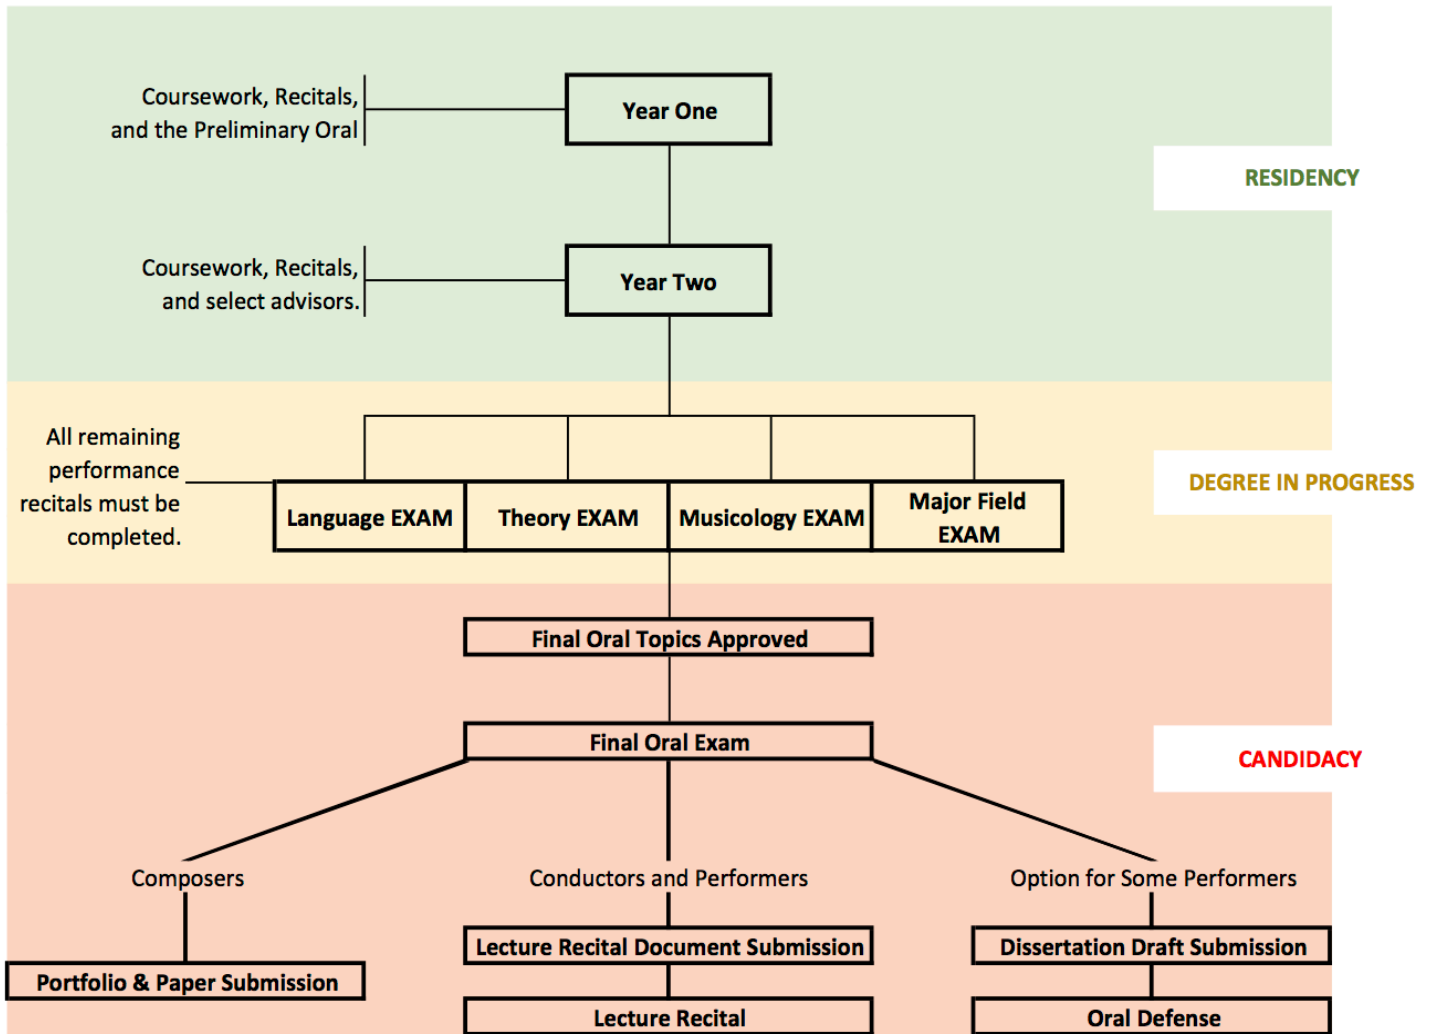 Coursework, Recitals,
and the Preliminary Oral
Year One
RESIDENCY
Coursework, Recitals,
and select advisors.
Year Two
All remaining
performance
recitals must be
completed.
Language EXAM
Theory EXAM
Musicology EXAM
Major Field
EXAM
DEGREE IN PROGRESS
Final Oral Topics Approved
Final Oral Exam
CANDIDACY
Composers
Conductors and Performers
Option for Some Performers
Portfolio & Paper Submission
Lecture Recital Document Submission
Lecture Recital
Dissertation Draft Submission
Oral Defense